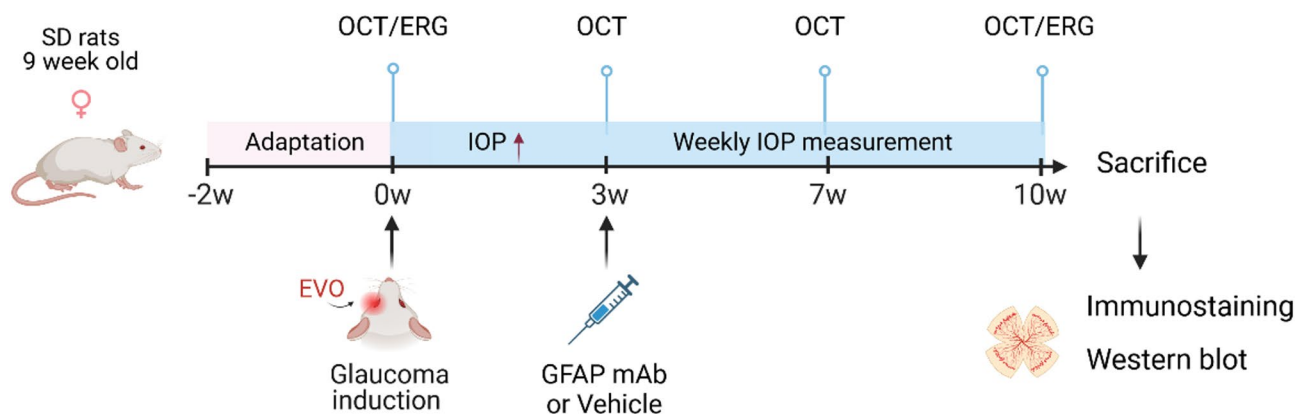 SD rats
9 week old
OCT/ERG
OCT
OCT
OCT/ERG
Adaptation
IOP
Weekly IOP measurement
-2w
0w
3w
7w
10w
Sacrifice
EVO
Glaucoma
induction
GFAP mAb
or Vehicle
Immunostaining
Western blot